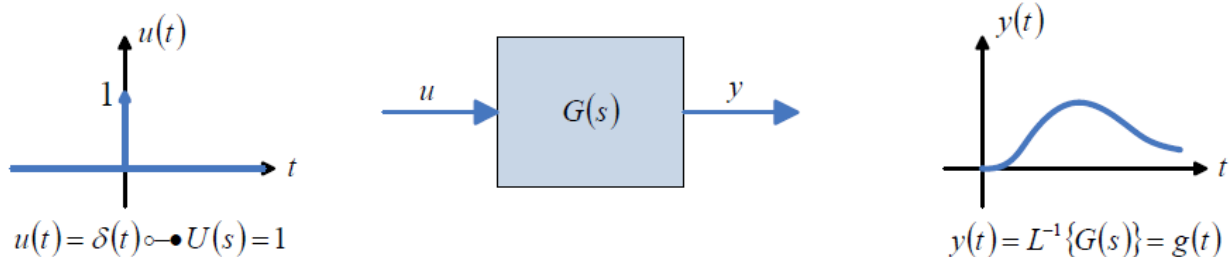 u(t)
1
t
u(t) = δ(t) ○─● U(s) = 1
u
G(s)
y
y(t)
t
y(t) = L⁻¹{G(s)} = g(t)